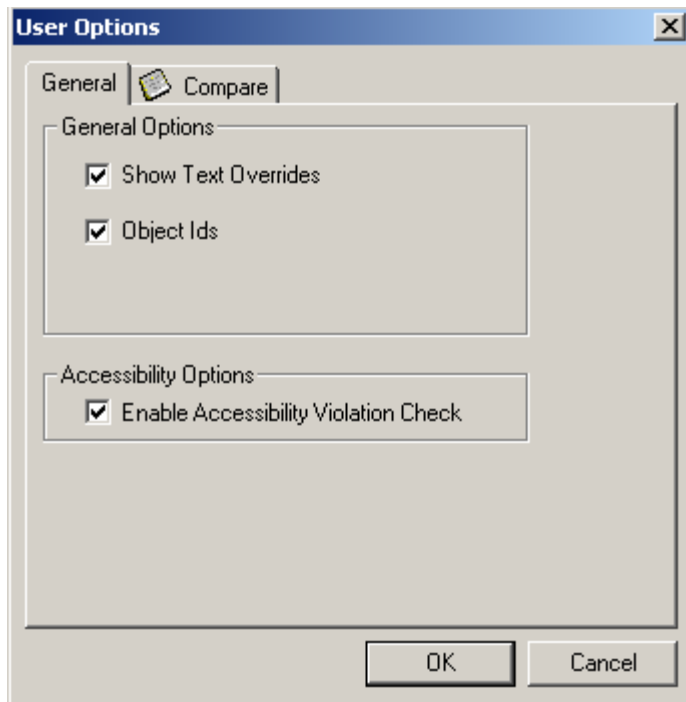 User Options
General
Compare
General Options
Show Text Overrides
Object Ids
Accessibility Options
Enable Accessibility Violation Check
OK
Cancel